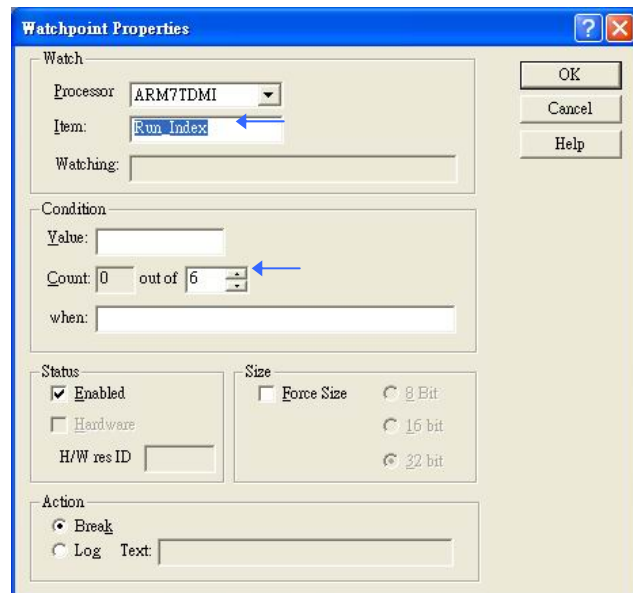 Watchpoint Properties
Watch
Processor ARM7TDMI
Item: Run_Index
Watching:
Condition
Value:
Count: 0 out of 6
when:
Status
Enabled
Hardware
H/W res ID
Size
Force Size 8 Bit
16 bit
32 bit
Action
Break
Log Text:
OK
Cancel
Help